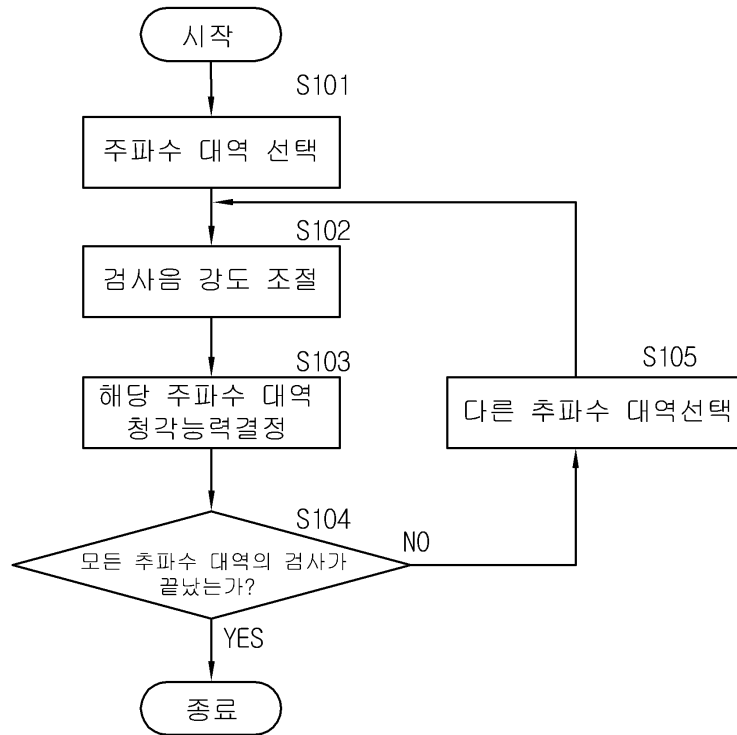 시작
S101
주파수 대역 선택
S102
검사음 강도 조절
S103
해당 주파수 대역
청각능력결정
S105
다른 추파수 대역선택
S104
모든 추파수 대역의 검사가
끝났는가?
NO
YES
종료